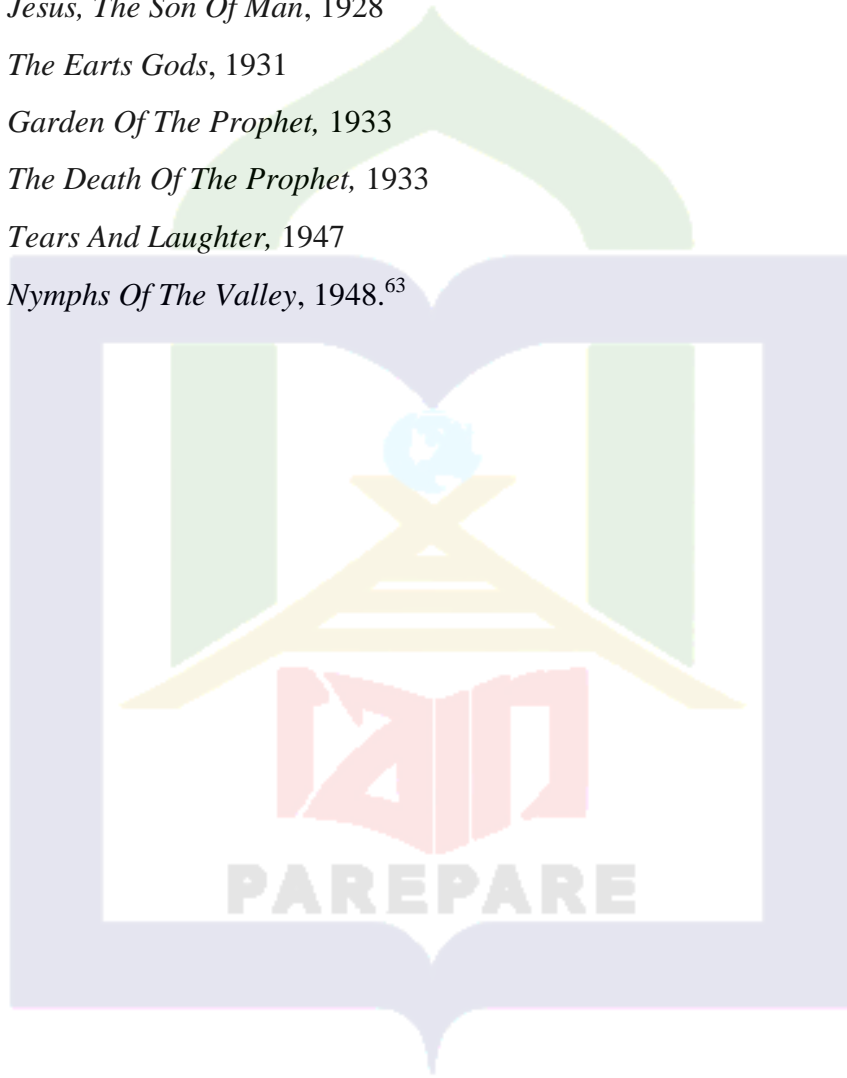 Jesus, The Son Of Man, 1928
The Earts Gods, 1931
Garden Of The Prophet, 1933
The Death Of The Prophet, 1933
Tears And Laughter, 1947
Nymphs Of The Valley, 1948.63
iain
PAREPARE